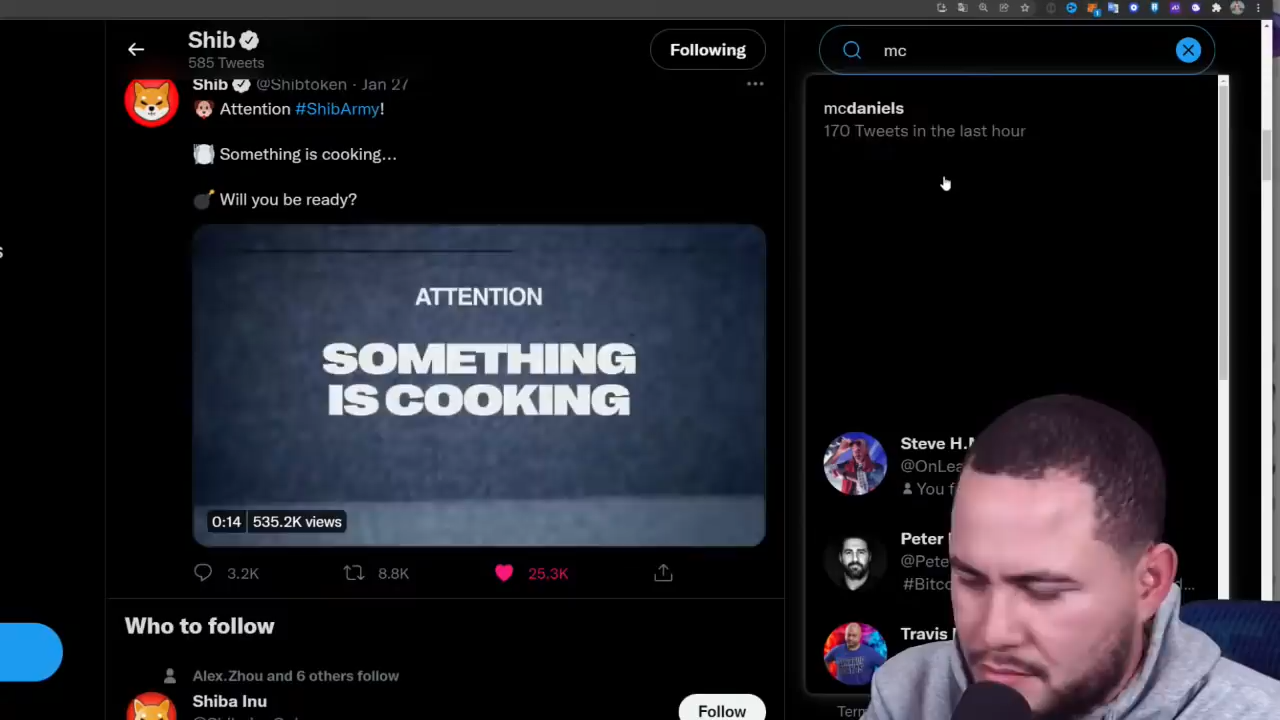 Shib
585 Tweets
Following
mc
Shib @Shibtoken · Jan 27
Attention #ShibArmy!
Something is cooking...
Will you be ready?
ATTENTION
SOMETHING
IS COOKING
0:14 535.2K views
3.2K 8.8K 25.3K
Who to follow
Alex.Zhou and 6 others follow
Shiba Inu
Follow
mcdaniels
170 Tweets in the last hour
Steve H.
@OnLea
You f
Peter
@Pete
#Bitco
Travis